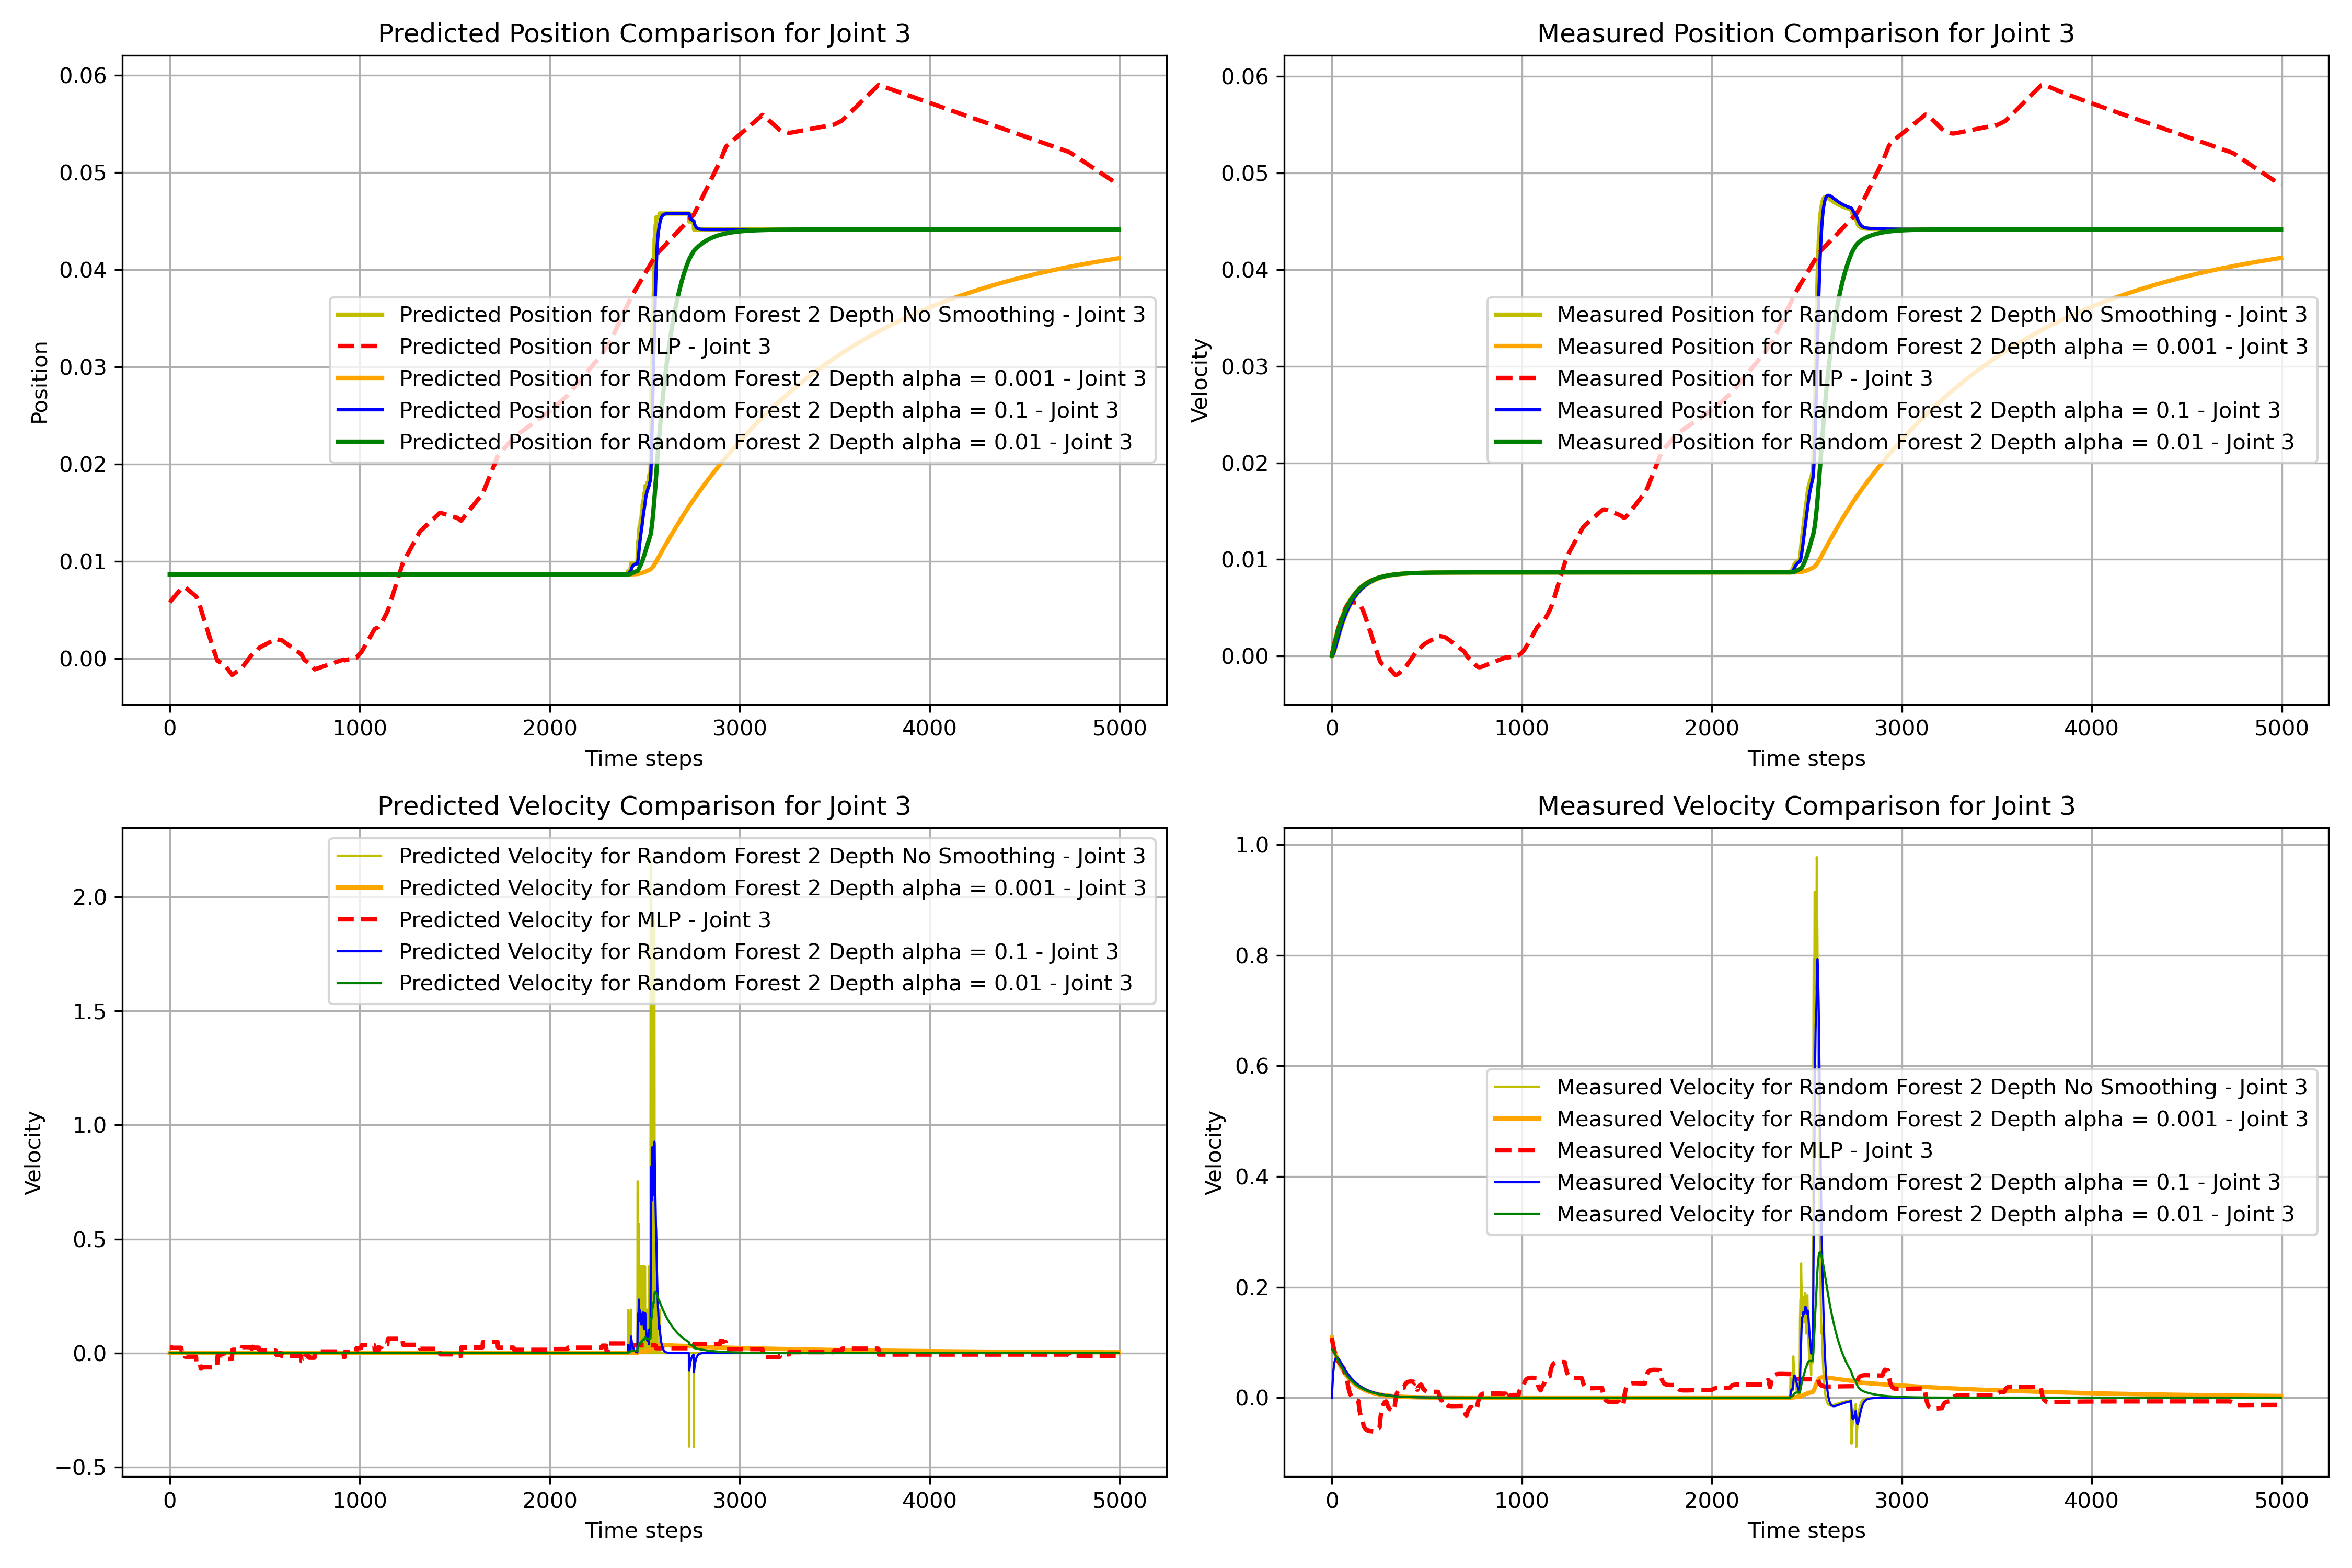 Predicted Position Comparison for Joint 3
0.06
0.05
0.04
0.03
0.02
0.01
0.00
Position
Predicted Position for Random Forest 2 Depth No Smoothing - Joint 3
Predicted Position for MLP - Joint 3
Predicted Position for Random Forest 2 Depth alpha = 0.001 - Joint 3
Predicted Position for Random Forest 2 Depth alpha = 0.1 - Joint 3
Predicted Position for Random Forest 2 Depth alpha = 0.01 - Joint 3
0 1000 2000 3000 4000 5000
Time steps
Measured Position Comparison for Joint 3
0.06
0.05
0.04
0.03
0.02
0.01
0.00
Velocity
Measured Position for Random Forest 2 Depth No Smoothing - Joint 3
Measured Position for Random Forest 2 Depth alpha = 0.001 - Joint 3
Measured Position for MLP - Joint 3
Measured Position for Random Forest 2 Depth alpha = 0.1 - Joint 3
Measured Position for Random Forest 2 Depth alpha = 0.01 - Joint 3
0 1000 2000 3000 4000 5000
Time steps
Predicted Velocity Comparison for Joint 3
2.0
1.5
1.0
0.5
0.0
−0.5
Velocity
Predicted Velocity for Random Forest 2 Depth No Smoothing - Joint 3
Predicted Velocity for Random Forest 2 Depth alpha = 0.001 - Joint 3
Predicted Velocity for MLP - Joint 3
Predicted Velocity for Random Forest 2 Depth alpha = 0.1 - Joint 3
Predicted Velocity for Random Forest 2 Depth alpha = 0.01 - Joint 3
0 1000 2000 3000 4000 5000
Time steps
Measured Velocity Comparison for Joint 3
1.0
0.8
0.6
0.4
0.2
0.0
Velocity
Measured Velocity for Random Forest 2 Depth No Smoothing - Joint 3
Measured Velocity for Random Forest 2 Depth alpha = 0.001 - Joint 3
Measured Velocity for MLP - Joint 3
Measured Velocity for Random Forest 2 Depth alpha = 0.1 - Joint 3
Measured Velocity for Random Forest 2 Depth alpha = 0.01 - Joint 3
0 1000 2000 3000 4000 5000
Time steps